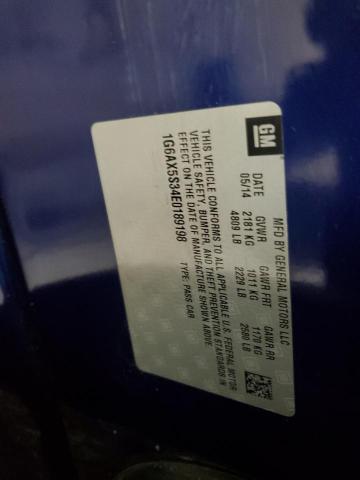 GM
MFD BY GENERAL MOTORS LLC
DATE GVWR GAWR FRT GAWR RR
05/14 2181 KG 1011 KG 1170 KG
4809 LB 2229 LB 2580 LB
THIS VEHICLE CONFORMS TO ALL APPLICABLE U.S. FEDERAL MOTOR
VEHICLE SAFETY, BUMPER, AND THEFT PREVENTION STANDARDS IN
EFFECT ON THE DATE OF MANUFACTURE SHOWN ABOVE.
1G6AX5S34E0189198 TYPE: PASS CAR